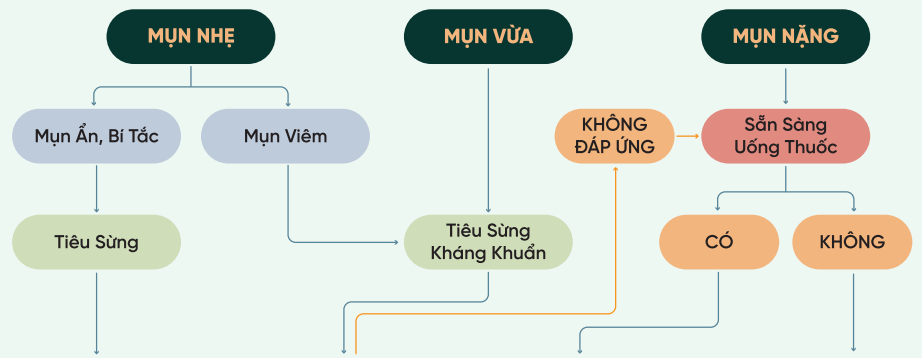 MỤN NHẸ
MỤN VỪA
MỤN NẶNG
Mụn Ẩn, Bí Tắc
Mụn Viêm
KHÔNG
ĐÁP ỨNG
Sẵn Sàng
Uống Thuốc
Tiêu Sừng
Tiêu Sừng
Kháng Khuẩn
CÓ
KHÔNG